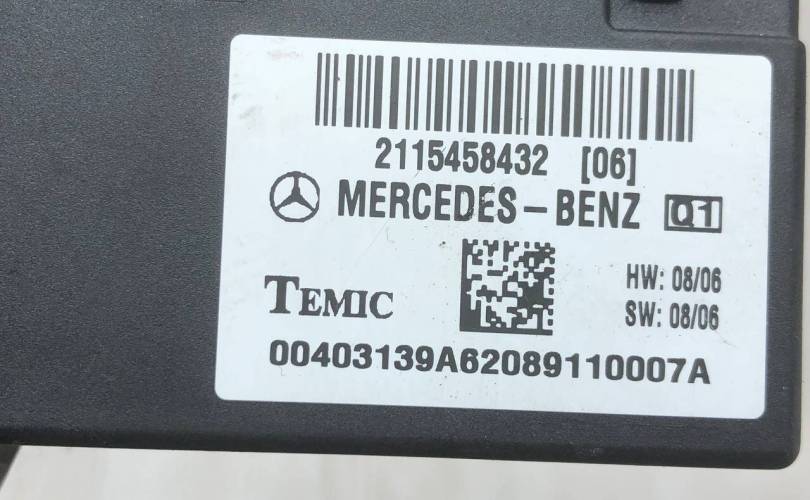 2115458432 [06]
MERCEDES-BENZ Q1
HW: 08/06
SW: 08/06
TEMIC
00403139A62089110007A